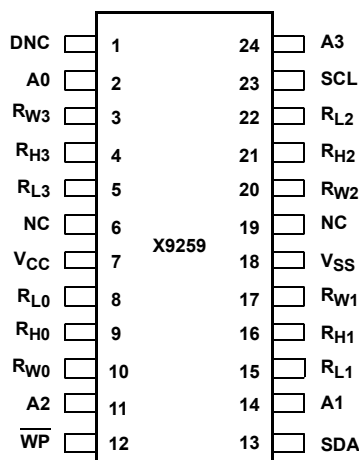 DNC 1 24 A3
A0 2 23 SCL
RW3 3 22 RL2
RH3 4 21 RH2
RL3 5 20 RW2
NC 6 19 NC
X9259
VCC 7 18 VSS
RL0 8 17 RW1
RH0 9 16 RH1
RW0 10 15 RL1
A2 11 14 A1
W̅P̅ 12 13 SDA